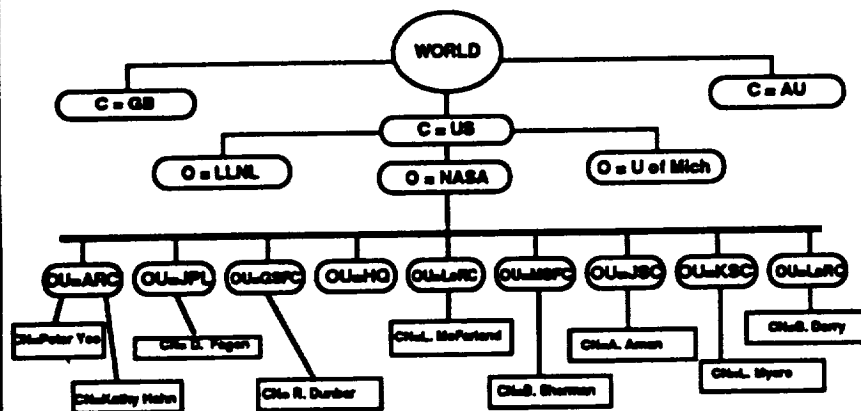 WORLD
C = GB
C = AU
C = US
O = LLNL
O = NASA
O = U of Mich
OU=ARC
OU=JPL
OU=GSFC
OU=HQ
OU=LeRC
OU=MSFC
OU=JSC
OU=KSC
OU=LaRC
CN=Peter Yee
CN= D. Fagan
CN=L. McFarland
CN=A. Aman
CN=B. Derry
CN=Kathy Hahn
CN= R. Dunbar
CN=B. Sherman
CN=L. Myers